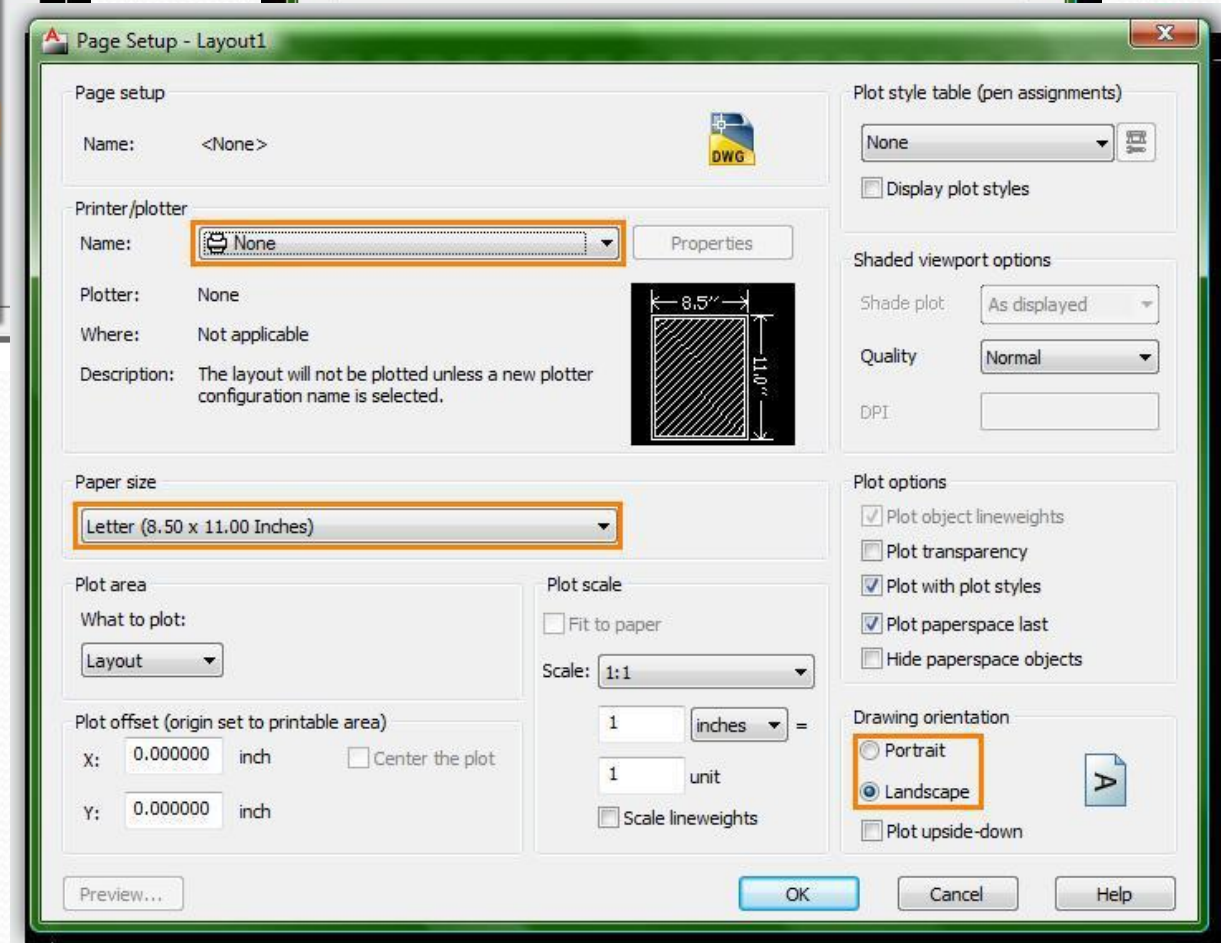 Page Setup - Layout1
Page setup
Name: <None>
DWG
Printer/plotter
Name: None
Properties
Plotter: None
Where: Not applicable
Description: The layout will not be plotted unless a new plotter
configuration name is selected.
8.5″
11.0″
Paper size
Letter (8.50 x 11.00 Inches)
Plot area
What to plot:
Layout
Plot offset (origin set to printable area)
X: 0.000000 inch
Center the plot
Y: 0.000000 inch
Plot scale
Fit to paper
Scale: 1:1
1 inches =
1 unit
Scale lineweights
Plot style table (pen assignments)
None
Display plot styles
Shaded viewport options
Shade plot As displayed
Quality Normal
DPI
Plot options
Plot object lineweights
Plot transparency
Plot with plot styles
Plot paperspace last
Hide paperspace objects
Drawing orientation
Portrait
Landscape
A
Plot upside-down
Preview...
OK
Cancel
Help